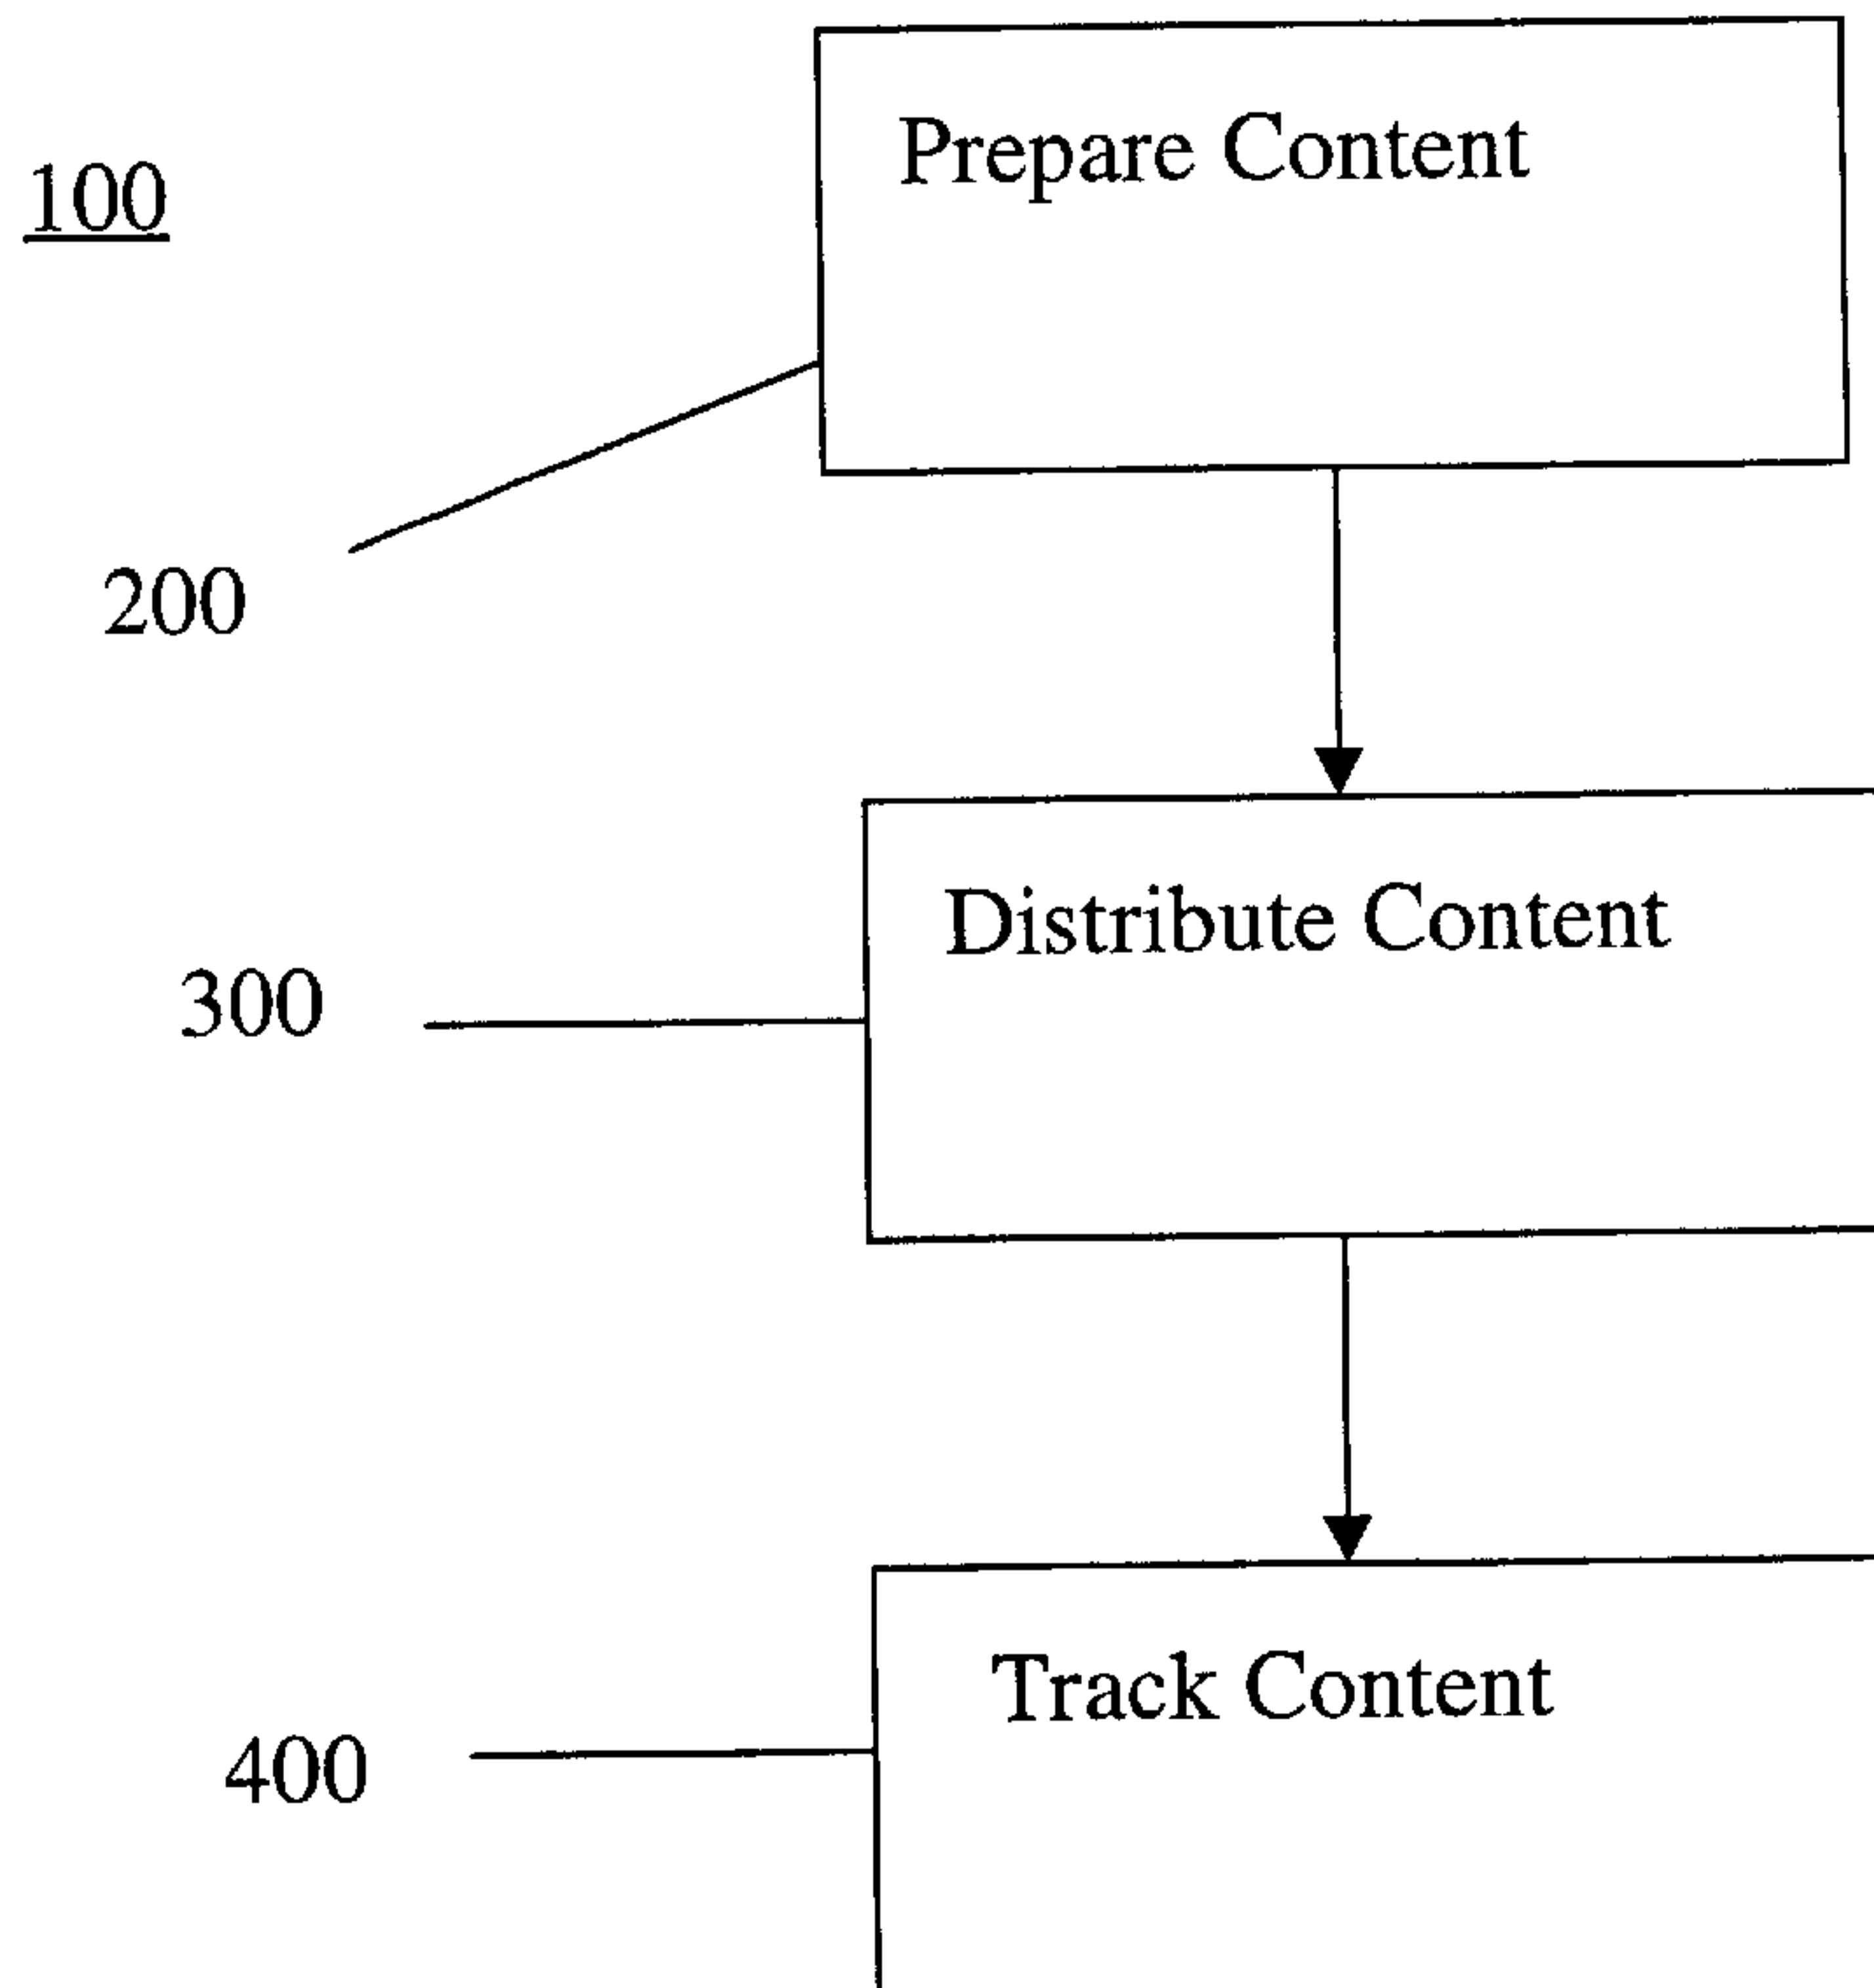 Prepare Content
100
200
Distribute Content
300
Track Content
400